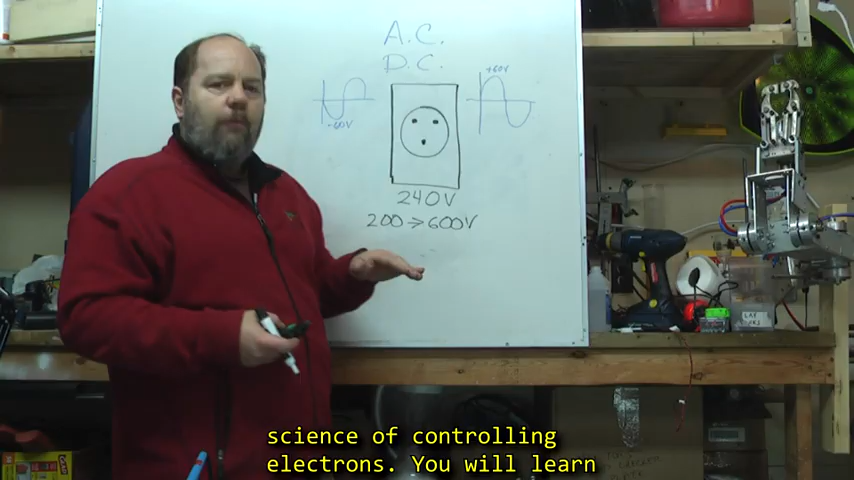 A.C.
D.C.
-60V
+60V
240V
200 → 600V
science of controlling
electrons. You will learn